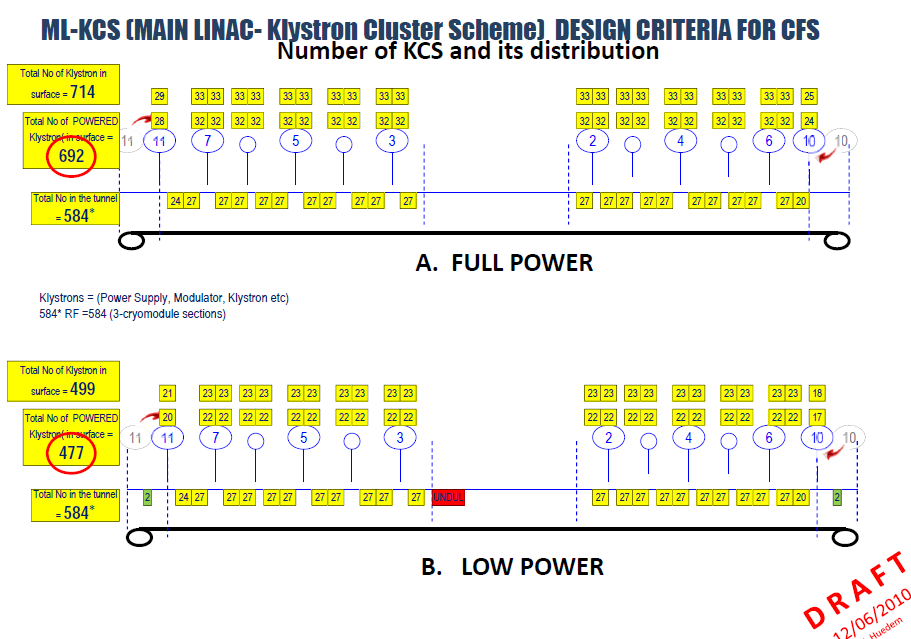 ML-KCS (MAIN LINAC- Klystron Cluster Scheme) DESIGN CRITERIA FOR CFS
Number of KCS and its distribution
Total No of Klystron in
surface = 714
29 33 33 33 33 33 33 33 33 33 33 33 33 33 33 33 33 33 33 33 33 25
Total No of POWERED
Klystron( in surface =
692
28 32 32 32 32 32 32 32 32 32 32 32 32 32 32 32 32 32 32 32 32 24
11 11 7 5 3 2 4 6 10 10
Total No in the tunnel
= 584*
24 27 27 27 27 27 27 27 27 27 27 27 27 27 27 27 27 27 27 27 27 20
A. FULL POWER
Klystrons = (Power Supply, Modulator, Klystron etc)
584* RF =584 (3-cryomodule sections)
Total No of Klystron in
surface = 499
21 23 23 23 23 23 23 23 23 23 23 23 23 23 23 23 23 23 23 23 23 18
Total No of POWERED
Klystron( in surface =
477
20 22 22 22 22 22 22 22 22 22 22 22 22 22 22 22 22 22 22 22 22 17
11 11 7 5 3 2 4 6 10 10
Total No in the tunnel
= 584*
2 24 27 27 27 27 27 27 27 27 27 27 UNDUL 27 27 27 27 27 27 27 27 27 27 20 2
B. LOW POWER
DRAFT
12/06/2010
Huedem